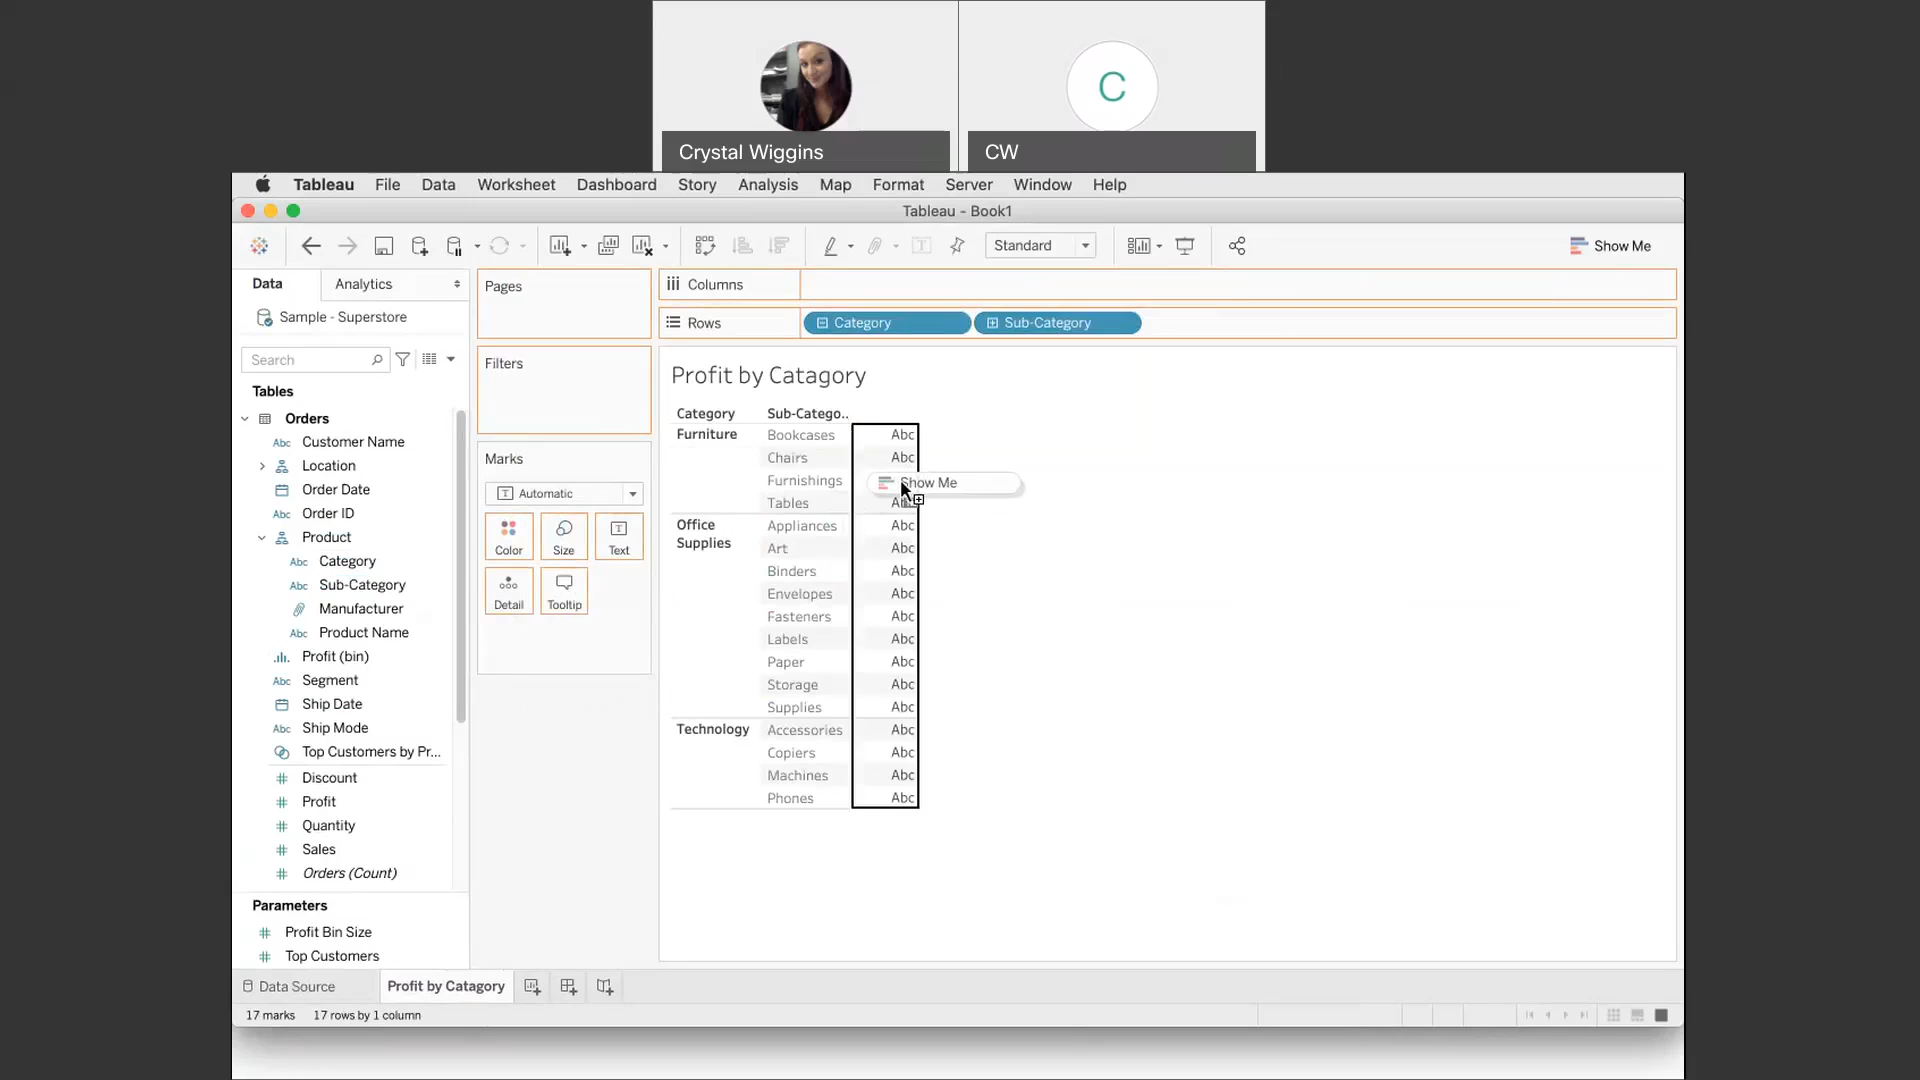 C
Crystal Wiggins
CW
Tableau File Data Worksheet Dashboard Story Analysis Map Format Server Window Help
Tableau - Book1
Standard
Show Me
Data
Analytics
Sample - Superstore
Search
Tables
Orders
Abc Customer Name
Location
Order Date
Abc Order ID
Product
Abc Category
Abc Sub-Category
Manufacturer
Abc Product Name
Profit (bin)
Abc Segment
Ship Date
Abc Ship Mode
Top Customers by Pr...
# Discount
# Profit
# Quantity
# Sales
# Orders (Count)
Parameters
# Profit Bin Size
# Top Customers
Pages
Filters
Marks
T Automatic
Color
Size
T Text
Detail
Tooltip
Columns
Rows
Category
Sub-Category
Profit by Catagory
Category Sub-Catego..
Furniture Bookcases Abc
Chairs Abc
Furnishings Show Me
Tables
Office Supplies Appliances Abc
Art Abc
Binders Abc
Envelopes Abc
Fasteners Abc
Labels Abc
Paper Abc
Storage Abc
Supplies Abc
Technology Accessories Abc
Copiers Abc
Machines Abc
Phones Abc
Data Source
Profit by Catagory
17 marks 17 rows by 1 column